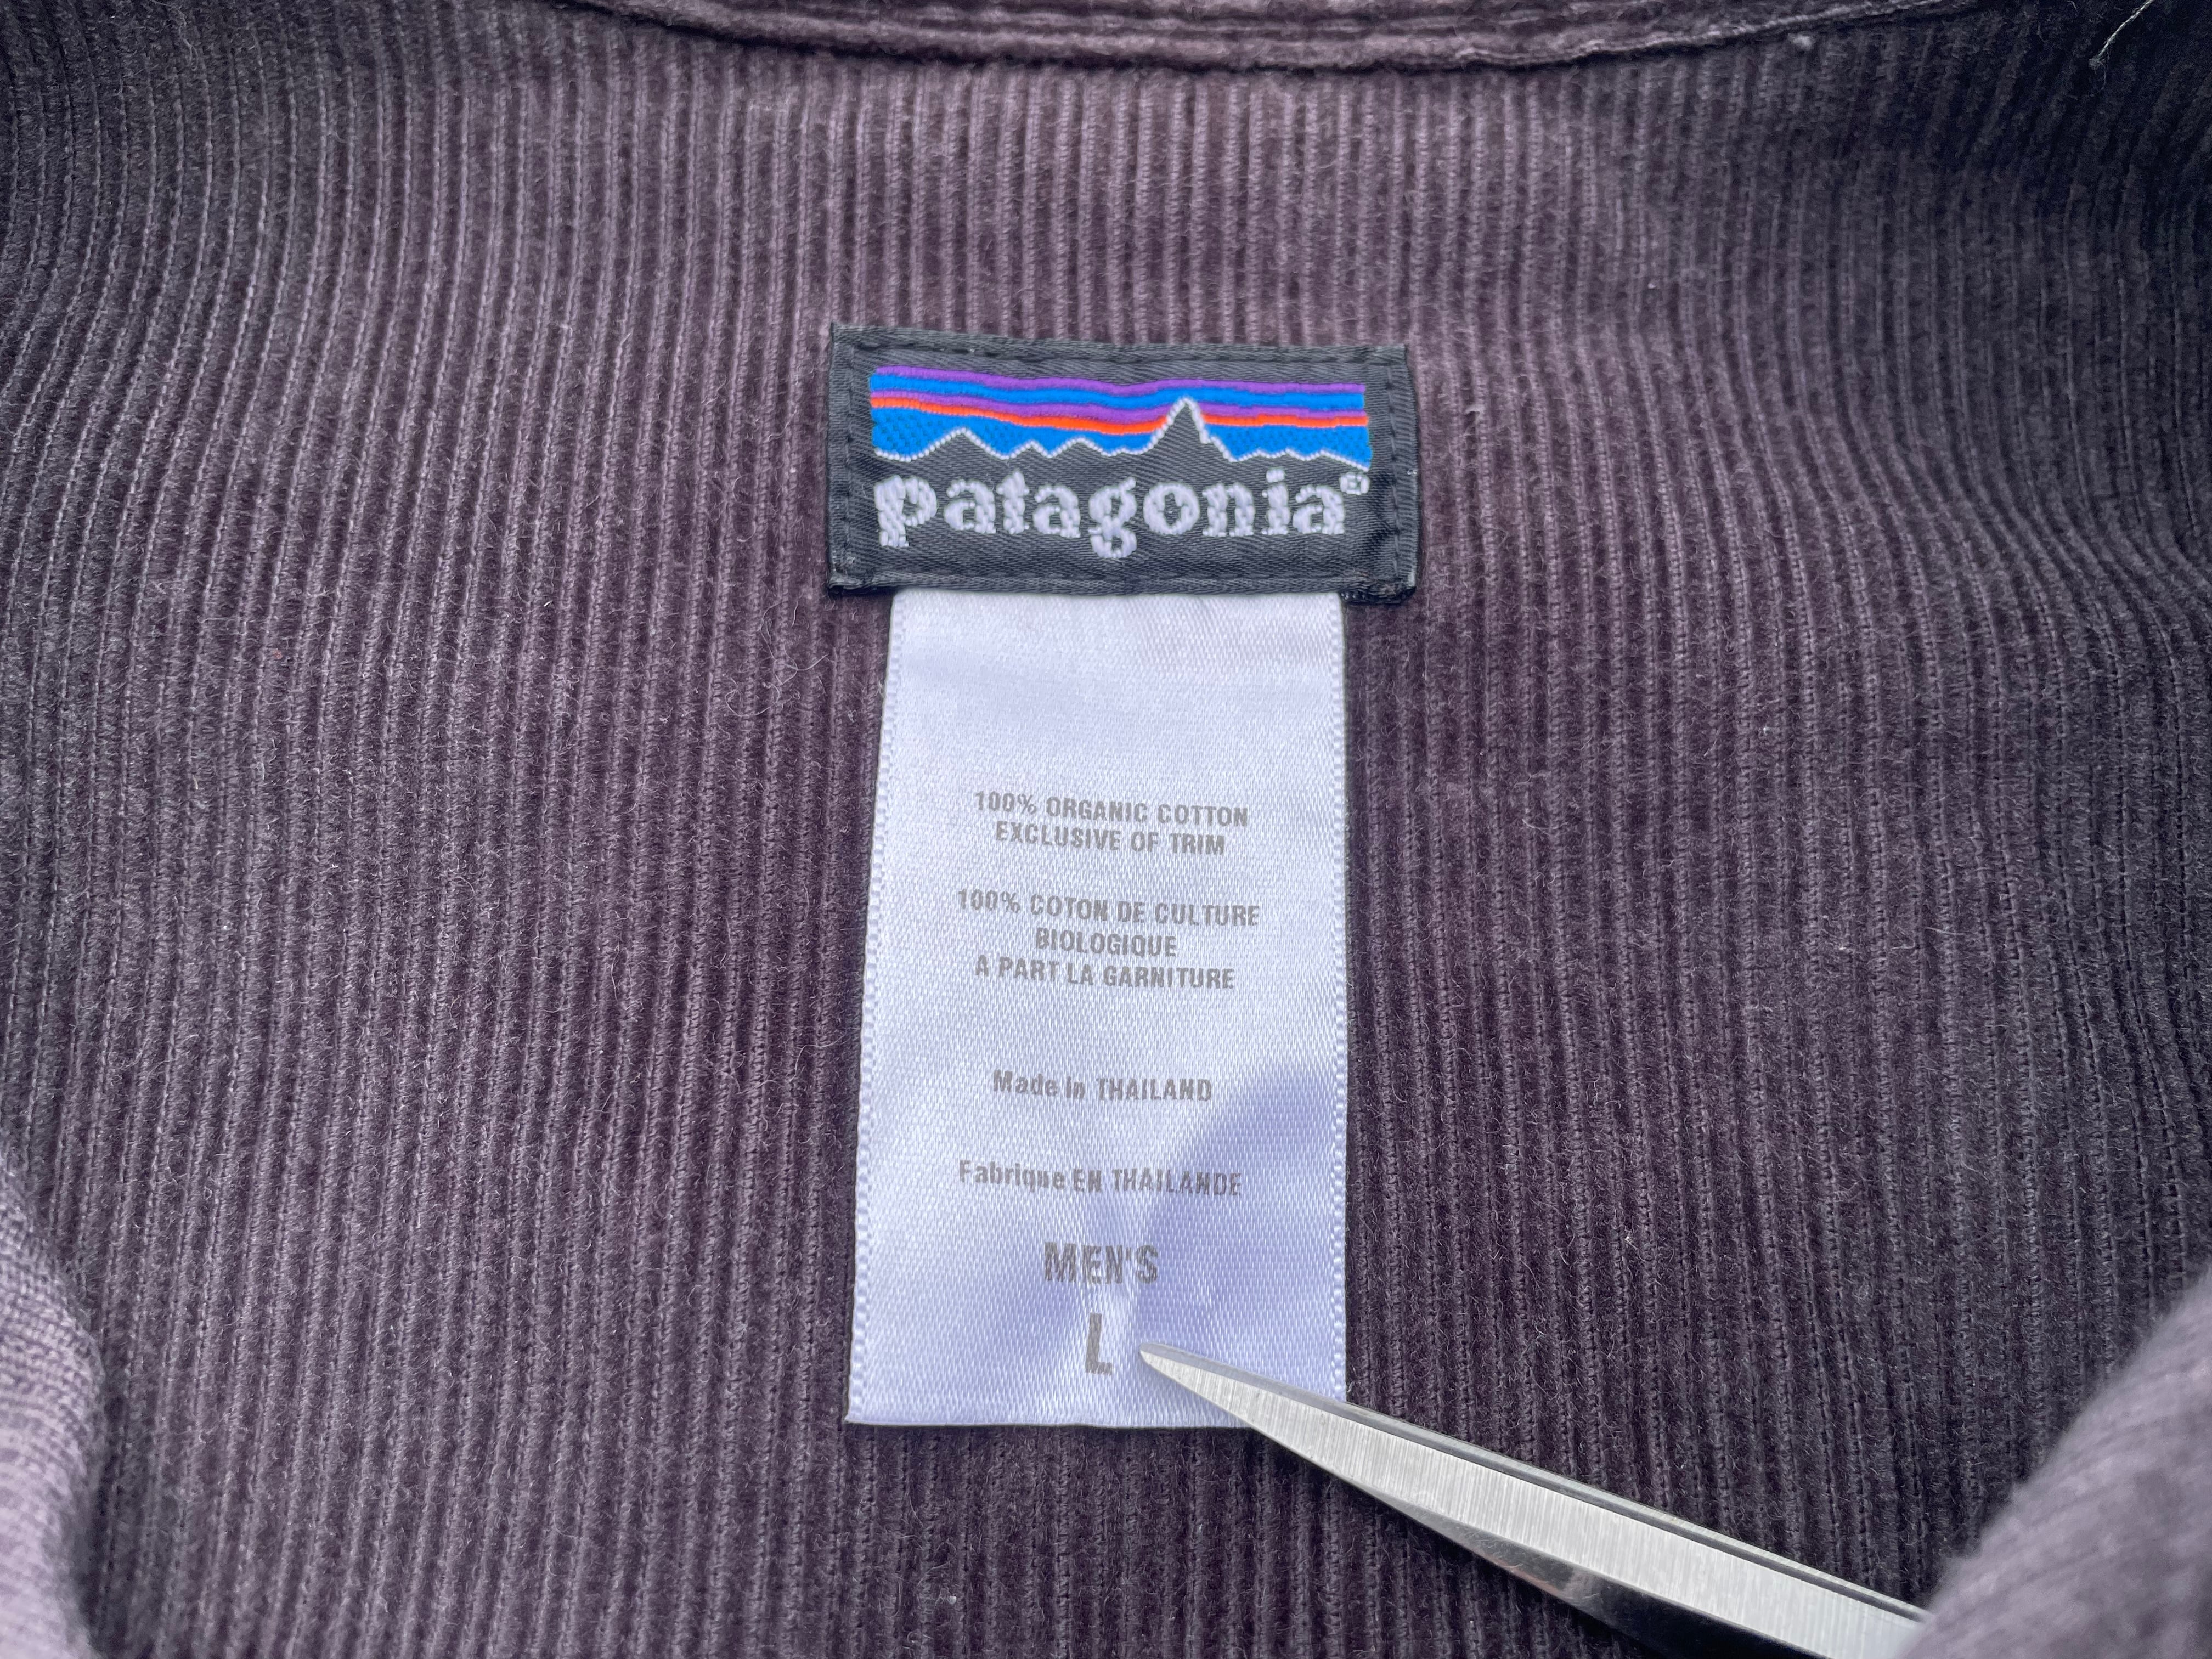 patagonia®
100% ORGANIC COTTON
EXCLUSIVE OF TRIM
100% COTON DE CULTURE
BIOLOGIQUE
A PART LA GARNITURE
Made in THAILAND
Fabrique EN THAILANDE
MEN'S
L